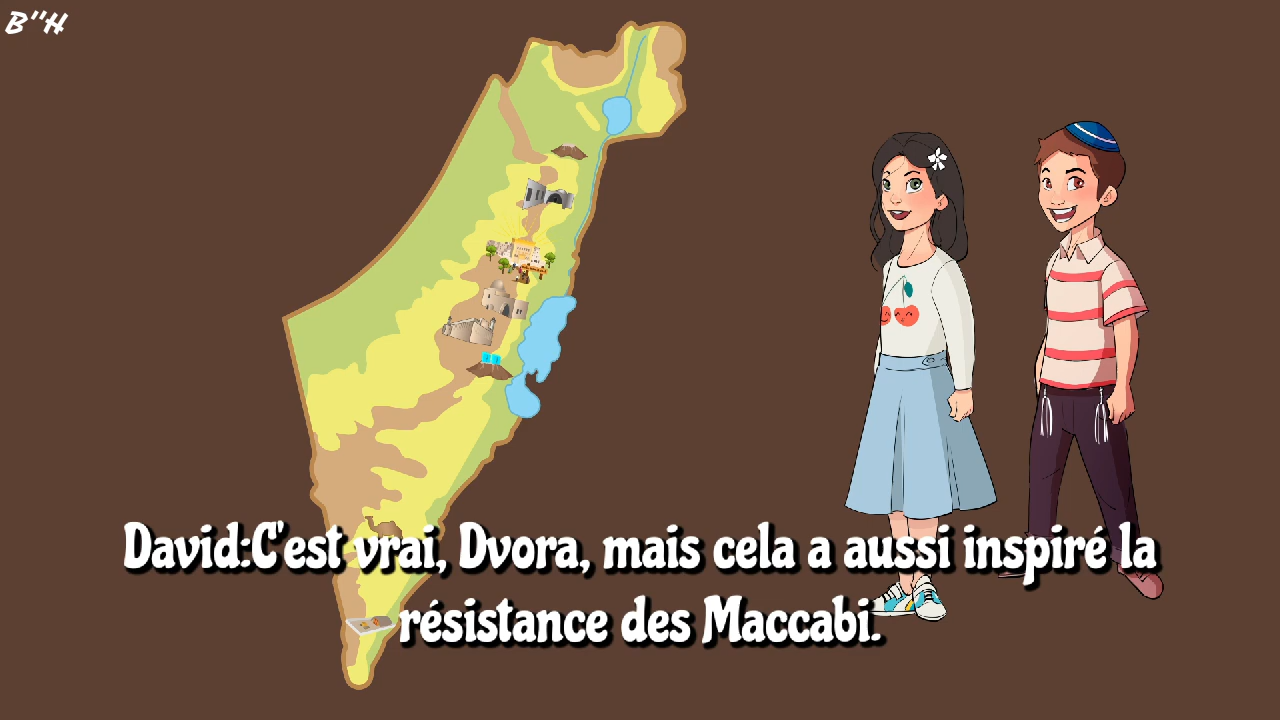 B"H
David:C'est vrai, Dvora, mais cela a aussi inspiré la
résistance des Maccabi.